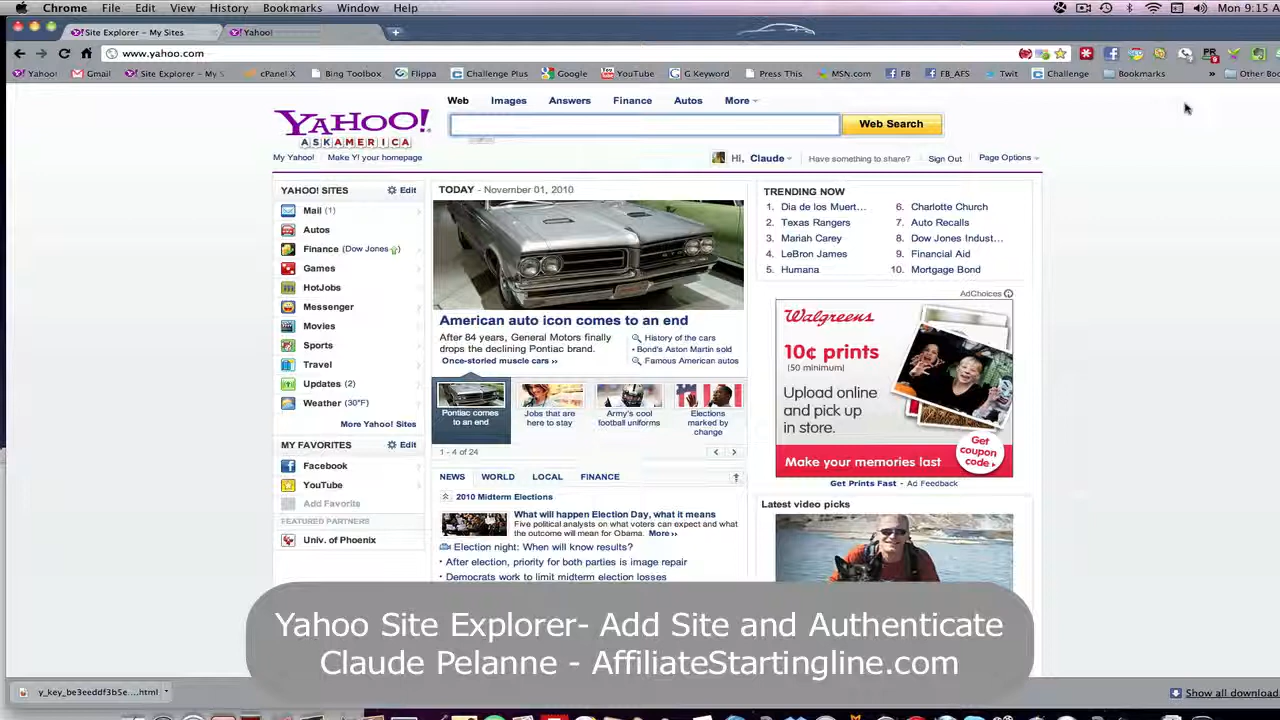 Chrome File Edit View History Bookmarks Window Help Mon 9:15 A
Site Explorer - My Sites Yahoo!
www.yahoo.com
Yahoo! Gmail Site Explorer - My S cPanel X Bing Toolbox Flippa Challenge Plus Google YouTube G Keyword Press This MSN.com FB FB_AFS Twit Challenge Bookmarks » Other Boo
Web Images Answers Finance Autos More
YAHOO!
ASKAMERICA
Web Search
My Yahoo! Make Y! your homepage
Hi, Claude Have something to share? Sign Out Page Options
YAHOO! SITES Edit
Mail (1)
Autos
Finance (Dow Jones)
Games
HotJobs
Messenger
Movies
Sports
Travel
Updates (2)
Weather (30°F)
More Yahoo! Sites
MY FAVORITES Edit
Facebook
YouTube
Add Favorite
FEATURED PARTNERS
Univ. of Phoenix
TODAY - November 01, 2010
American auto icon comes to an end
After 84 years, General Motors finally
drops the declining Pontiac brand.
Once-storied muscle cars ››
History of the cars
• Bond's Aston Martin sold
Famous American autos
Pontiac comes
to an end
Jobs that are
here to stay
Army's cool
football uniforms
Elections
marked by
change
1 - 4 of 24
NEWS WORLD LOCAL FINANCE
2010 Midterm Elections
What will happen Election Day, what it means
Five political analysts on what voters can expect and what
the outcome will mean for Obama. More ››
Election night: When will know results?
• After election, priority for both parties is image repair
• Democrats work to limit midterm election losses
TRENDING NOW
1. Dia de los Muert...
2. Texas Rangers
3. Mariah Carey
4. LeBron James
5. Humana
6. Charlotte Church
7. Auto Recalls
8. Dow Jones Indust...
9. Financial Aid
10. Mortgage Bond
AdChoices
Walgreens
10¢ prints
(50 minimum)
Upload online
and pick up
in store.
Get
coupon
code
Make your memories last
Get Prints Fast - Ad Feedback
Latest video picks
Yahoo Site Explorer- Add Site and Authenticate
Claude Pelanne - AffiliateStartingline.com
y_key_be3eeddf3b5e....html
Show all download